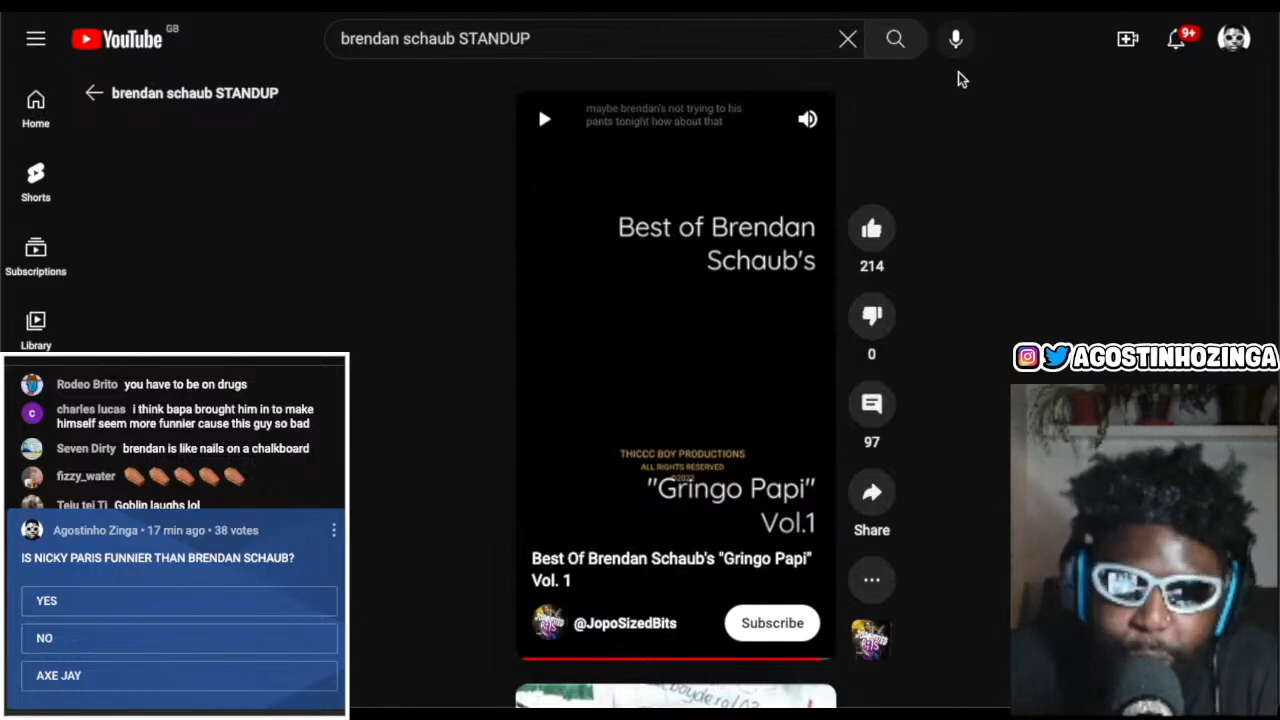 YouTube GB
brendan schaub STANDUP
9+
brendan schaub STANDUP
Home
Shorts
Subscriptions
Library
maybe brendan's not trying to his
pants tonight how about that
Best of Brendan
Schaub's
THICCC BOY PRODUCTIONS
ALL RIGHTS RESERVED
©2022
"Gringo Papi"
Vol.1
Best Of Brendan Schaub's "Gringo Papi"
Vol. 1
@JopoSizedBits
Subscribe
214
0
97
Share
Rodeo Brito you have to be on drugs
charles lucas i think bapa brought him in to make
himself seem more funnier cause this guy so bad
Seven Dirty brendan is like nails on a chalkboard
fizzy_water
Teju tei Ti Goblin laughs lol
Agostinho Zinga • 17 min ago • 38 votes
IS NICKY PARIS FUNNIER THAN BRENDAN SCHAUB?
YES
NO
AXE JAY
AGOSTINHOZINGA